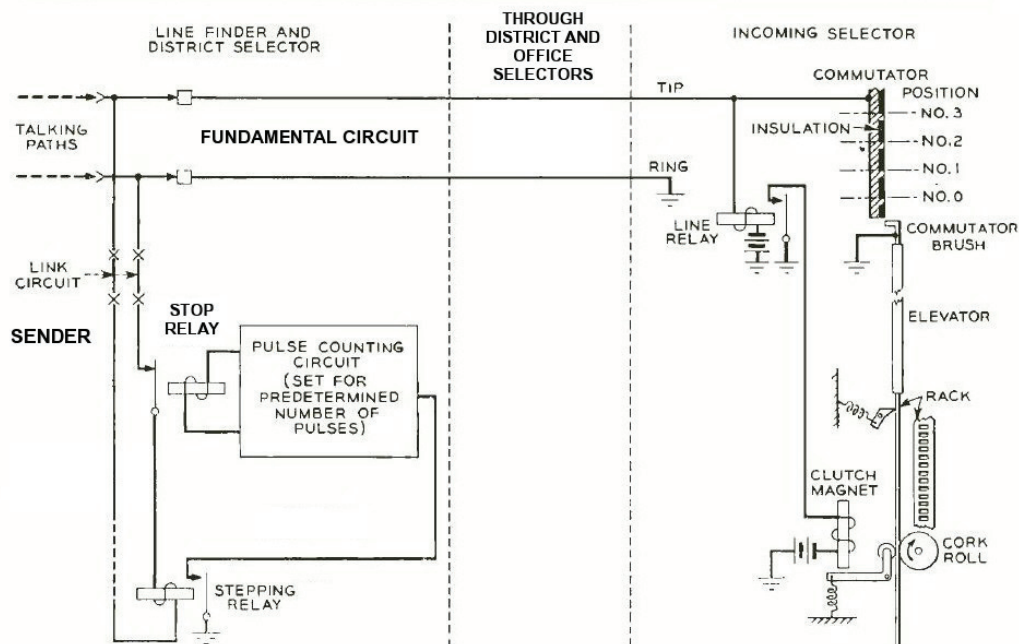 LINE FINDER AND
DISTRICT SELECTOR
THROUGH
DISTRICT AND
OFFICE
SELECTORS
INCOMING SELECTOR
TALKING
PATHS
FUNDAMENTAL CIRCUIT
TIP
RING
COMMUTATOR
POSITION
NO. 3
INSULATION
NO. 2
NO. 1
NO. 0
LINE
RELAY
COMMUTATOR
BRUSH
LINK
CIRCUIT
SENDER
STOP
RELAY
PULSE COUNTING
CIRCUIT
(SET FOR
PREDETERMINED
NUMBER OF
PULSES)
ELEVATOR
RACK
CLUTCH
MAGNET
CORK
ROLL
STEPPING
RELAY